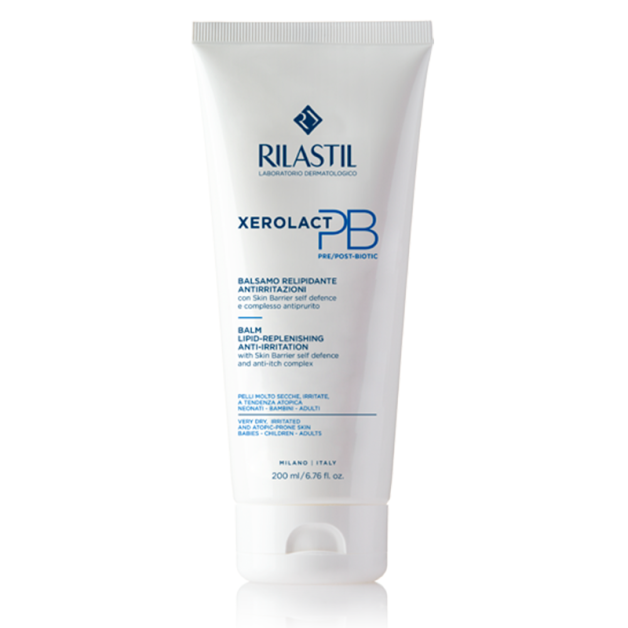 RILASTIL
LABORATORIO DERMATOLOGICO
XEROLACT PB
PRE/POST-BIOTIC
BALSAMO RELIPIDANTE
ANTIRRITAZIONI
con Skin Barrier self defence
e complesso antiprurito
BALM
LIPID-REPLENISHING
ANTI-IRRITATION
with Skin Barrier self defence
and anti-itch complex
PELLI MOLTO SECCHE, IRRITATE,
A TENDENZA ATOPICA
NEONATI - BAMBINI - ADULTI
VERY DRY, IRRITATED
AND ATOPIC-PRONE SKIN
BABIES - CHILDREN - ADULTS
MILANO | ITALY
200 ml/6.76 fl. oz.